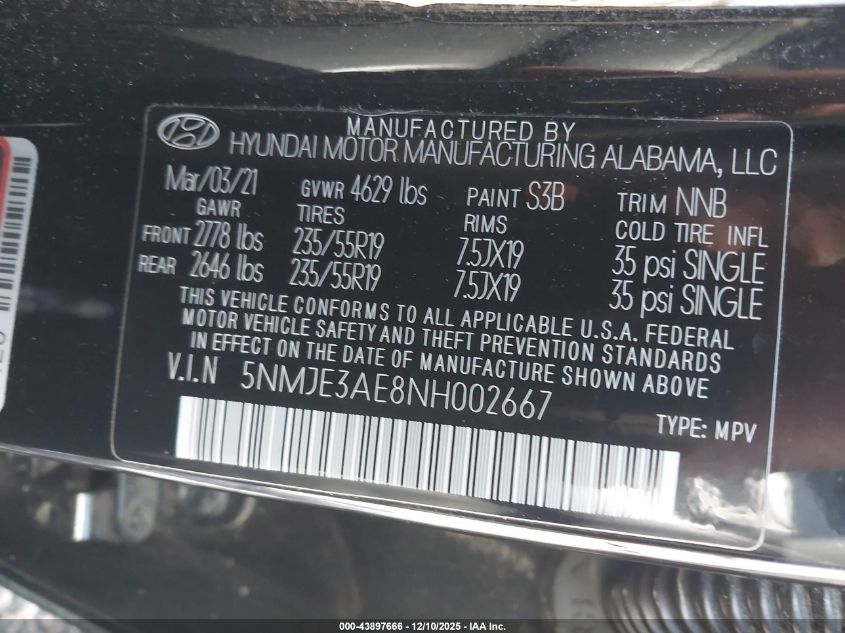 MANUFACTURED BY
HYUNDAI MOTOR MANUFACTURING ALABAMA, LLC
Mar/03/21 GVWR 4629 lbs PAINT S3B TRIM NNB
GAWR TIRES RIMS COLD TIRE INFL
FRONT 2778 lbs 235/55R19 7.5JX19 35 psi SINGLE
REAR 2646 lbs 235/55R19 7.5JX19 35 psi SINGLE
THIS VEHICLE CONFORMS TO ALL APPLICABLE U.S.A. FEDERAL
MOTOR VEHICLE SAFETY AND THEFT PREVENTION STANDARDS
IN EFFECT ON THE DATE OF MANUFACTURE SHOWN ABOVE
V.I.N 5NMJE3AE8NH002667
TYPE: MPV
000-43897666 - 12/10/2025 - IAA Inc.